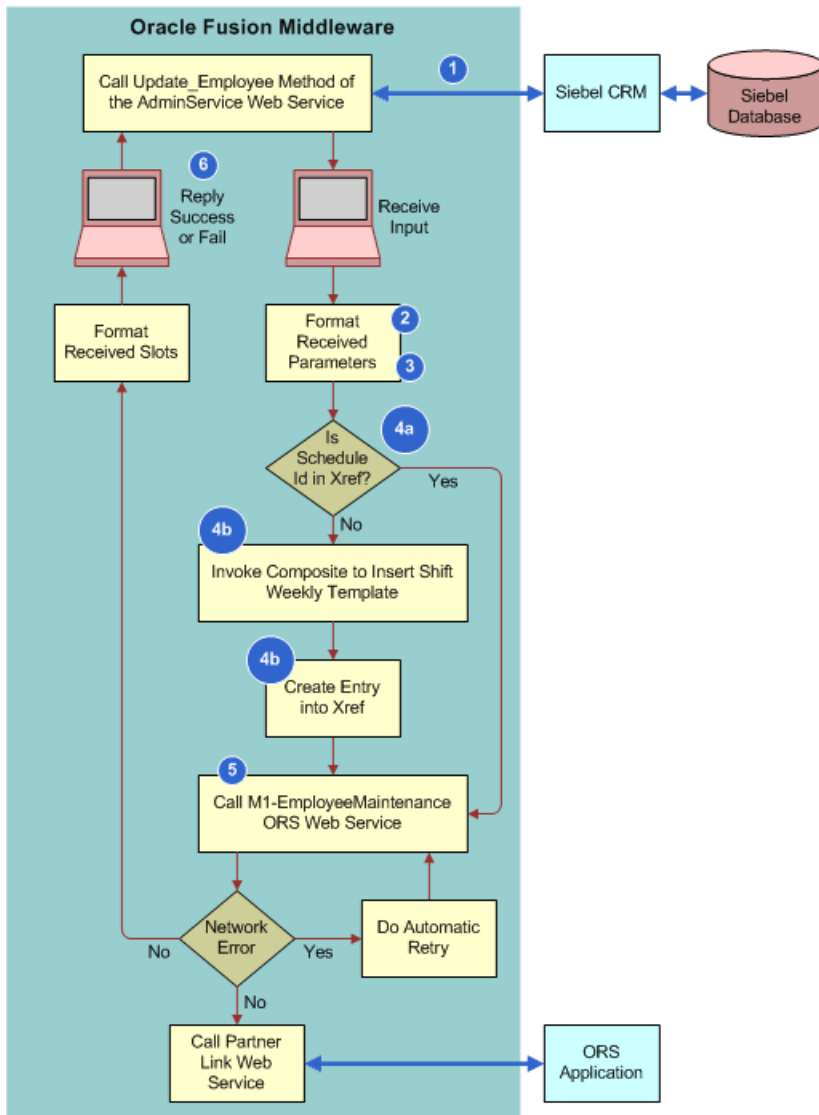 Oracle Fusion Middleware
Call Update_Employee Method of
the AdminService Web Service
1
Siebel CRM
Siebel
Database
6
Reply
Success
or Fail
Receive
Input
Format
Received Slots
Format
Received
Parameters
2
3
4a
Is
Schedule
Id in Xref?
Yes
No
4b
Invoke Composite to Insert Shift
Weekly Template
4b
Create Entry
into Xref
5
Call M1-EmployeeMaintenance
ORS Web Service
Network
Error
No
Yes
Do Automatic
Retry
No
Call Partner
Link Web
Service
ORS
Application